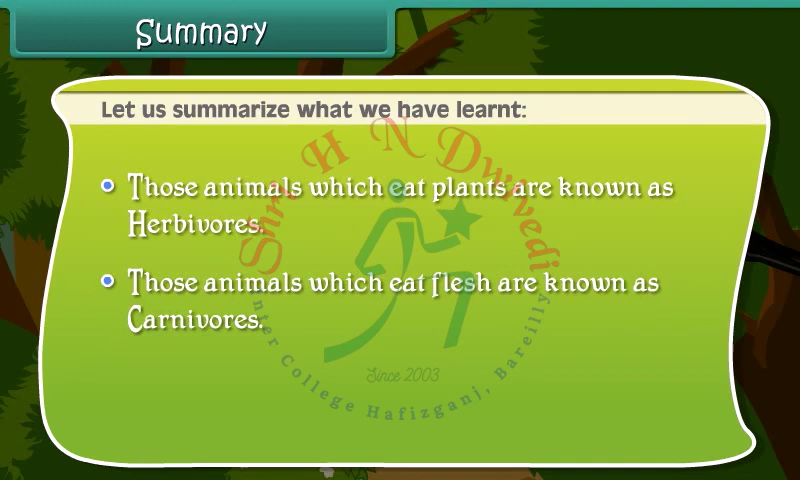 Summary
Let us summarize what we have learnt:
Those animals which eat plants are known as
Herbivores.
Those animals which eat flesh are known as
Carnivores.
Shri H N Dwivedi
Since 2003
nter College Hafizganj, Bareilly